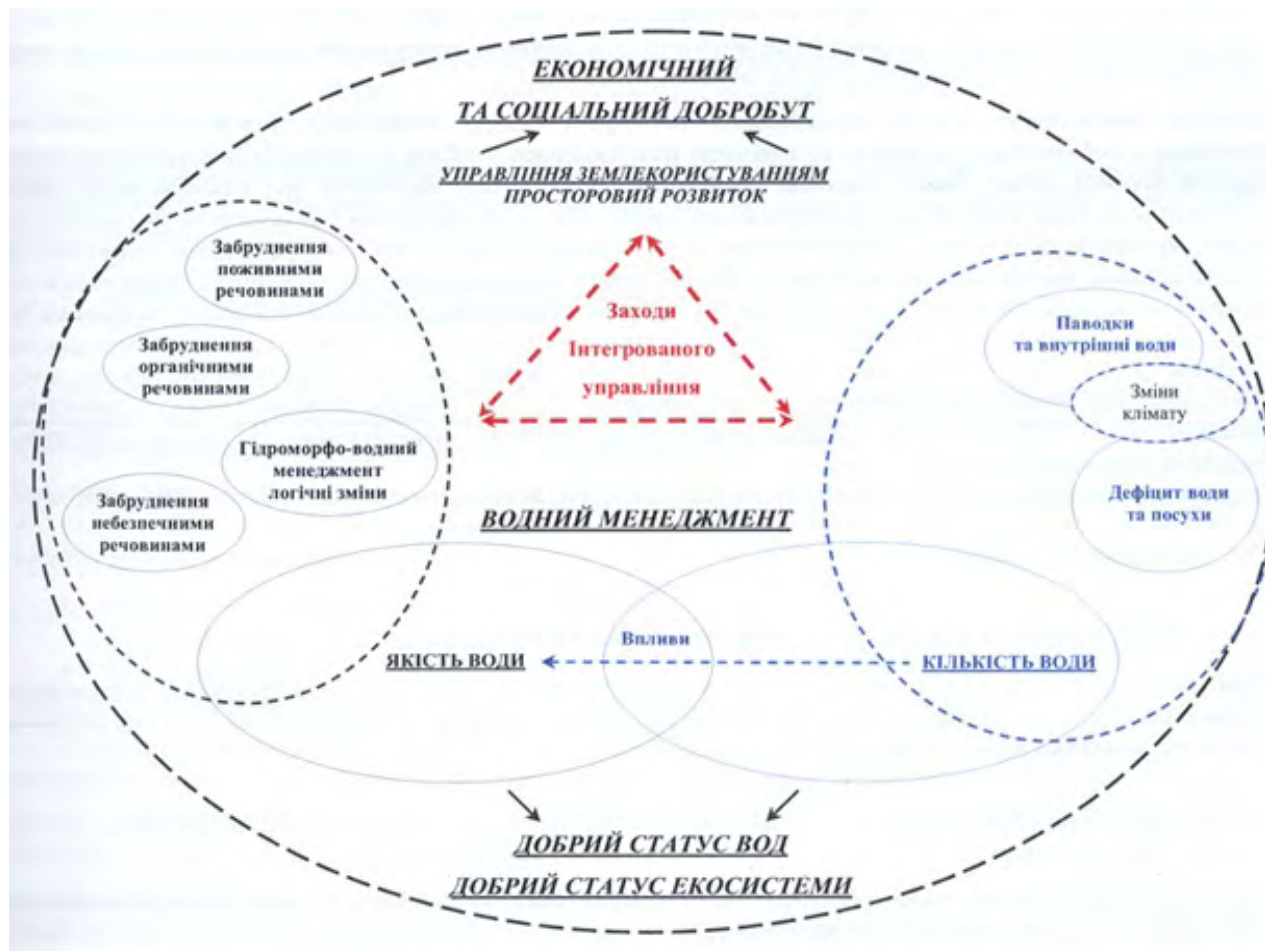 ЕКОНОМІЧНИЙ
ТА СОЦІАЛЬНИЙ ДОБРОБУТ
УПРАВЛІННЯ ЗЕМЛЕКОРИСТУВАННЯМ
ПРОСТОРОВИЙ РОЗВИТОК
Забруднення
поживними
речовинами
Забруднення
органічними
речовинами
Гідроморфо-водний
менеджмент
логічні зміни
Забруднення
небезпечними
речовинами
Заходи
Інтегрованого
управління
Паводки
та внутрішні води
Зміни
клімату
Дефіцит води
та посухи
ВОДНИЙ МЕНЕДЖМЕНТ
Впливи
ЯКІСТЬ ВОДИ
КІЛЬКІСТЬ ВОДИ
ДОБРИЙ СТАТУС ВОД
ДОБРИЙ СТАТУС ЕКОСИСТЕМИ